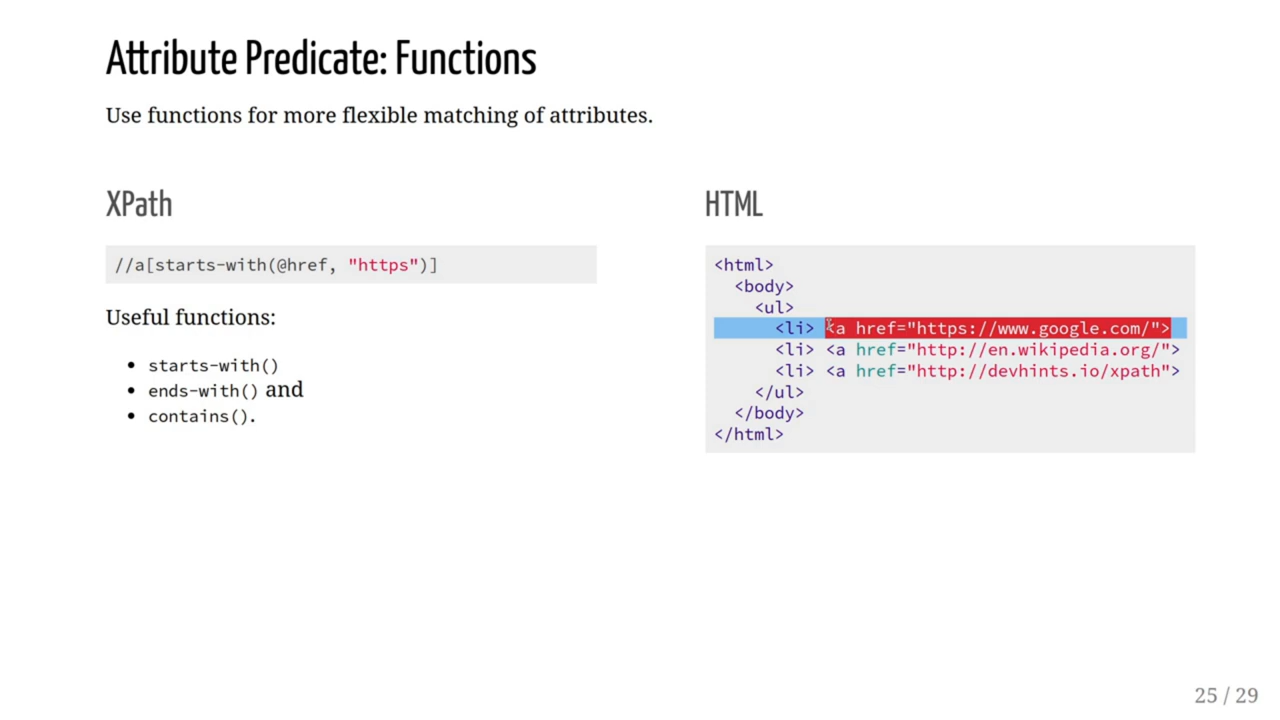 Attribute Predicate: Functions
Use functions for more flexible matching of attributes.
XPath
//a[starts-with(@href, "https")]
Useful functions:
• starts-with()
• ends-with() and
• contains().
HTML
<html>
  <body>
    <ul>
      <li> <a href="https://www.google.com/">
      <li> <a href="http://en.wikipedia.org/">
      <li> <a href="http://devhints.io/xpath">
    </ul>
  </body>
</html>
25 / 29